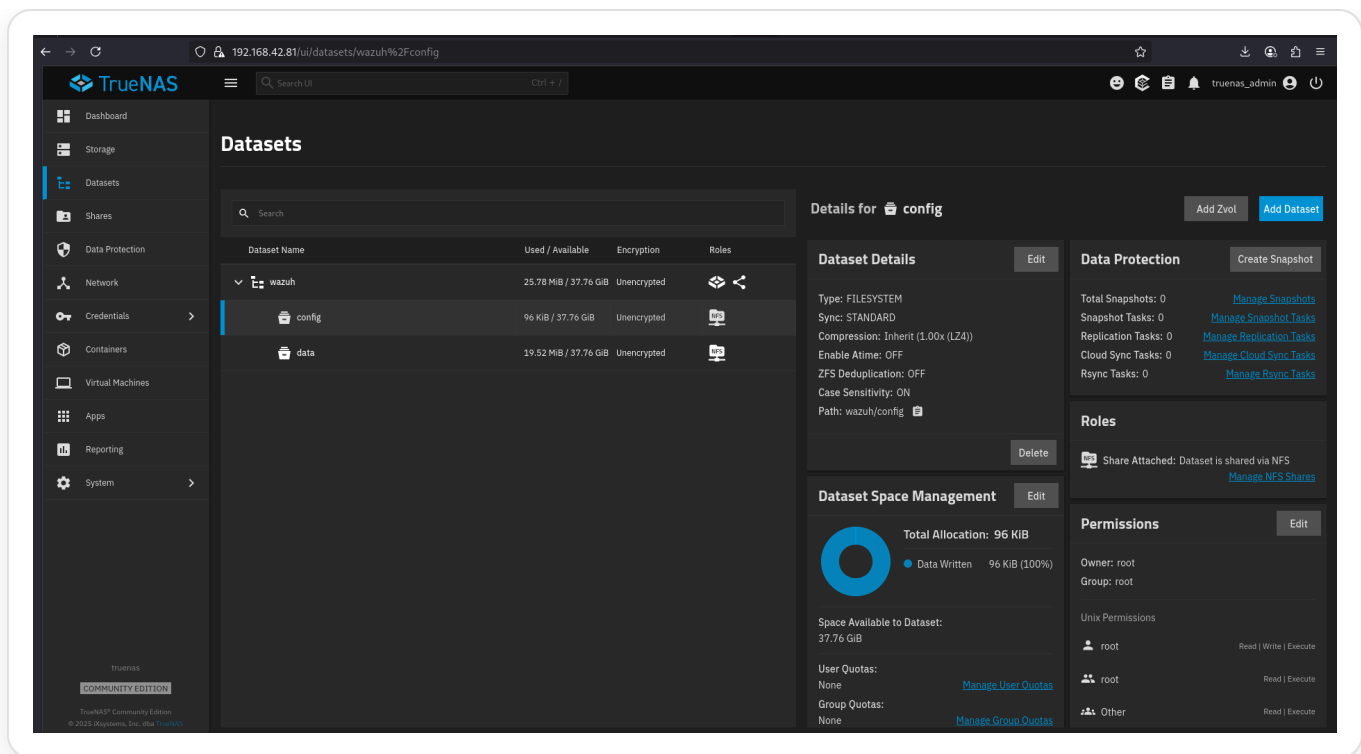 192.168.42.81/ui/datasets/wazuh%2Fconfig
TrueNAS
Search UI
Ctrl + /
truenas_admin
Dashboard
Storage
Datasets
Shares
Data Protection
Network
Credentials
Containers
Virtual Machines
Apps
Reporting
System
truenas
COMMUNITY EDITION
TrueNAS® Community Edition
© 2025 iXsystems, Inc. dba TrueNAS
Datasets
Search
Dataset Name Used / Available Encryption Roles
wazuh 25.78 MiB / 37.76 GiB Unencrypted
config 96 KiB / 37.76 GiB Unencrypted NFS
data 19.52 MiB / 37.76 GiB Unencrypted NFS
Details for config
Add Zvol
Add Dataset
Dataset Details
Edit
Type: FILESYSTEM
Sync: STANDARD
Compression: Inherit (1.00x (LZ4))
Enable Atime: OFF
ZFS Deduplication: OFF
Case Sensitivity: ON
Path: wazuh/config
Delete
Dataset Space Management
Edit
Total Allocation: 96 KiB
Data Written 96 KiB (100%)
Space Available to Dataset:
37.76 GiB
User Quotas:
None Manage User Quotas
Group Quotas:
None Manage Group Quotas
Data Protection
Create Snapshot
Total Snapshots: 0 Manage Snapshots
Snapshot Tasks: 0 Manage Snapshot Tasks
Replication Tasks: 0 Manage Replication Tasks
Cloud Sync Tasks: 0 Manage Cloud Sync Tasks
Rsync Tasks: 0 Manage Rsync Tasks
Roles
NFS Share Attached: Dataset is shared via NFS
Manage NFS Shares
Permissions
Edit
Owner: root
Group: root
Unix Permissions
root Read | Write | Execute
root Read | Execute
Other Read | Execute